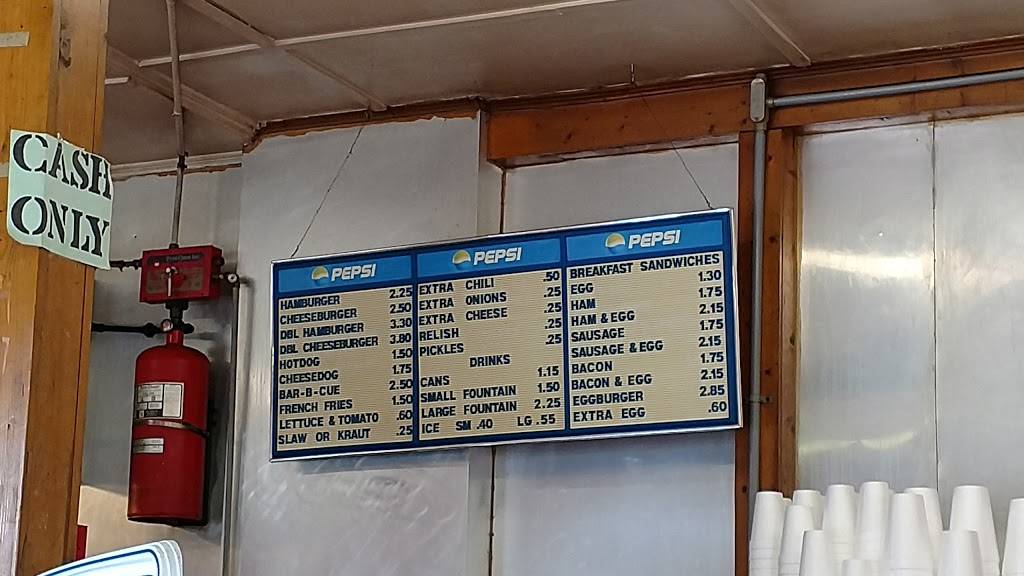 CASH
ONLY
PEPSI
HAMBURGER 2.25
CHEESEBURGER 2.50
DBL HAMBURGER 3.30
DBL CHEESEBURGER 3.80
HOTDOG 1.50
CHEESEDOG 1.75
BAR-B-CUE 2.50
FRENCH FRIES 1.50
LETTUCE & TOMATO .60
SLAW OR KRAUT .25
PEPSI
EXTRA CHILI .50
EXTRA ONIONS .25
EXTRA CHEESE .25
RELISH .25
PICKLES .25
DRINKS
CANS 1.15
SMALL FOUNTAIN 1.50
LARGE FOUNTAIN 2.25
ICE SM .40 LG .55
PEPSI
BREAKFAST SANDWICHES
EGG 1.30
HAM 1.75
HAM & EGG 2.15
SAUSAGE 1.75
SAUSAGE & EGG 2.15
BACON 1.75
BACON & EGG 2.15
EGGBURGER 2.85
EXTRA EGG .60